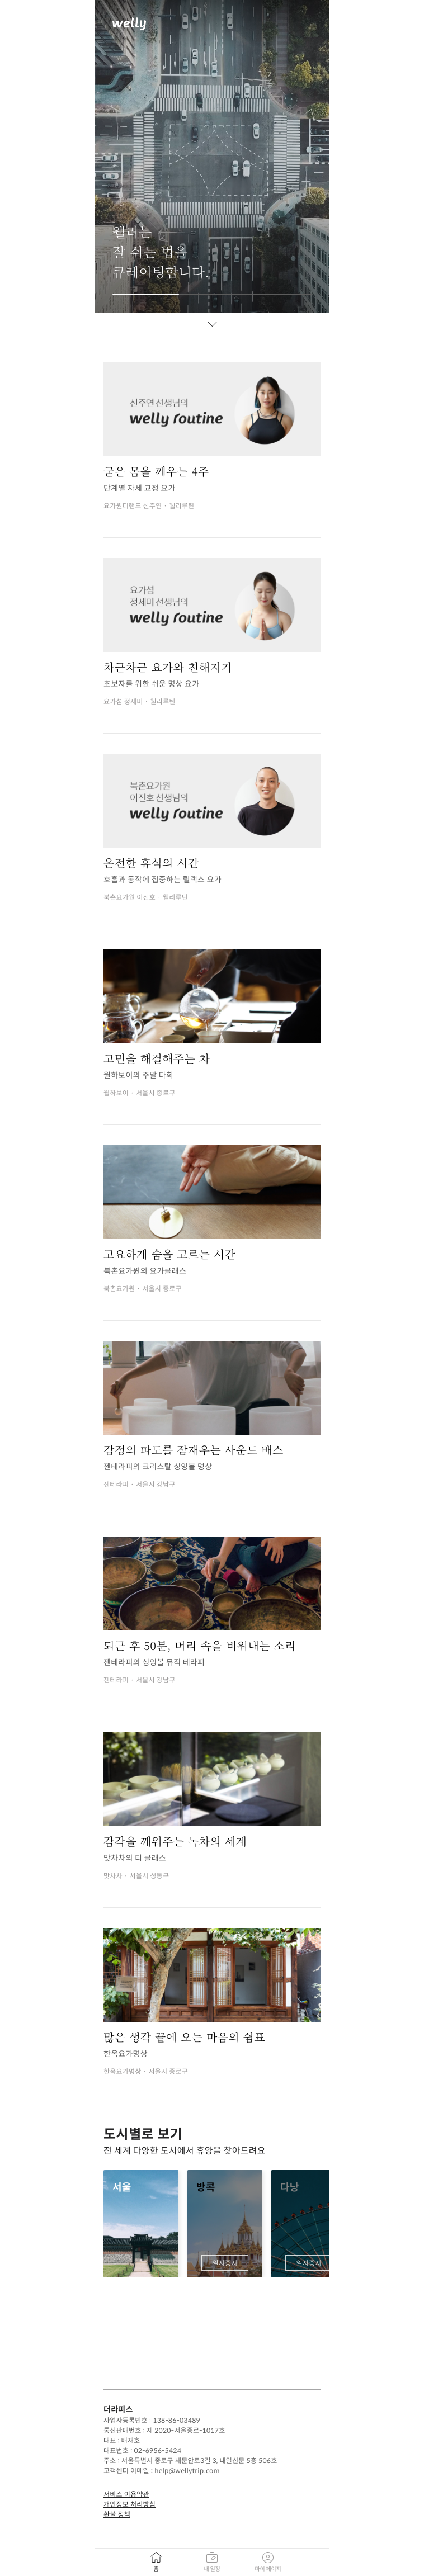 welly
웰리는
잘 쉬는 법을
큐레이팅합니다.
신주연 선생님의
welly routine
굳은 몸을 깨우는 4주
단계별 자세 교정 요가
요가원더랜드 신주연 · 웰리루틴
요가섬
정세미 선생님의
welly routine
차근차근 요가와 친해지기
초보자를 위한 쉬운 명상 요가
요가섬 정세미 · 웰리루틴
북촌요가원
이진호 선생님의
welly routine
온전한 휴식의 시간
호흡과 동작에 집중하는 릴랙스 요가
북촌요가원 이진호 · 웰리루틴
고민을 해결해주는 차
월하보이의 주말 다회
월하보이 · 서울시 종로구
고요하게 숨을 고르는 시간
북촌요가원의 요가클래스
북촌요가원 · 서울시 종로구
감정의 파도를 잠재우는 사운드 배스
젠테라피의 크리스탈 싱잉볼 명상
젠테라피 · 서울시 강남구
퇴근 후 50분, 머리 속을 비워내는 소리
젠테라피의 싱잉볼 뮤직 테라피
젠테라피 · 서울시 강남구
감각을 깨워주는 녹차의 세계
맛차차의 티 클래스
맛차차 · 서울시 성동구
많은 생각 끝에 오는 마음의 쉼표
한옥요가명상
한옥요가명상 · 서울시 종로구
도시별로 보기
전 세계 다양한 도시에서 휴양을 찾아드려요
서울
방콕
다낭
일시중지
일시중지
더라피스
사업자등록번호 : 138-86-03489
통신판매번호 : 제 2020-서울종로-1017호
대표 : 배재호
대표번호 : 02-6956-5424
주소 : 서울특별시 종로구 새문안로3길 3, 내일신문 5층 506호
고객센터 이메일 : help@wellytrip.com
서비스 이용약관
개인정보 처리방침
환불 정책
홈
내 일정
마이 페이지